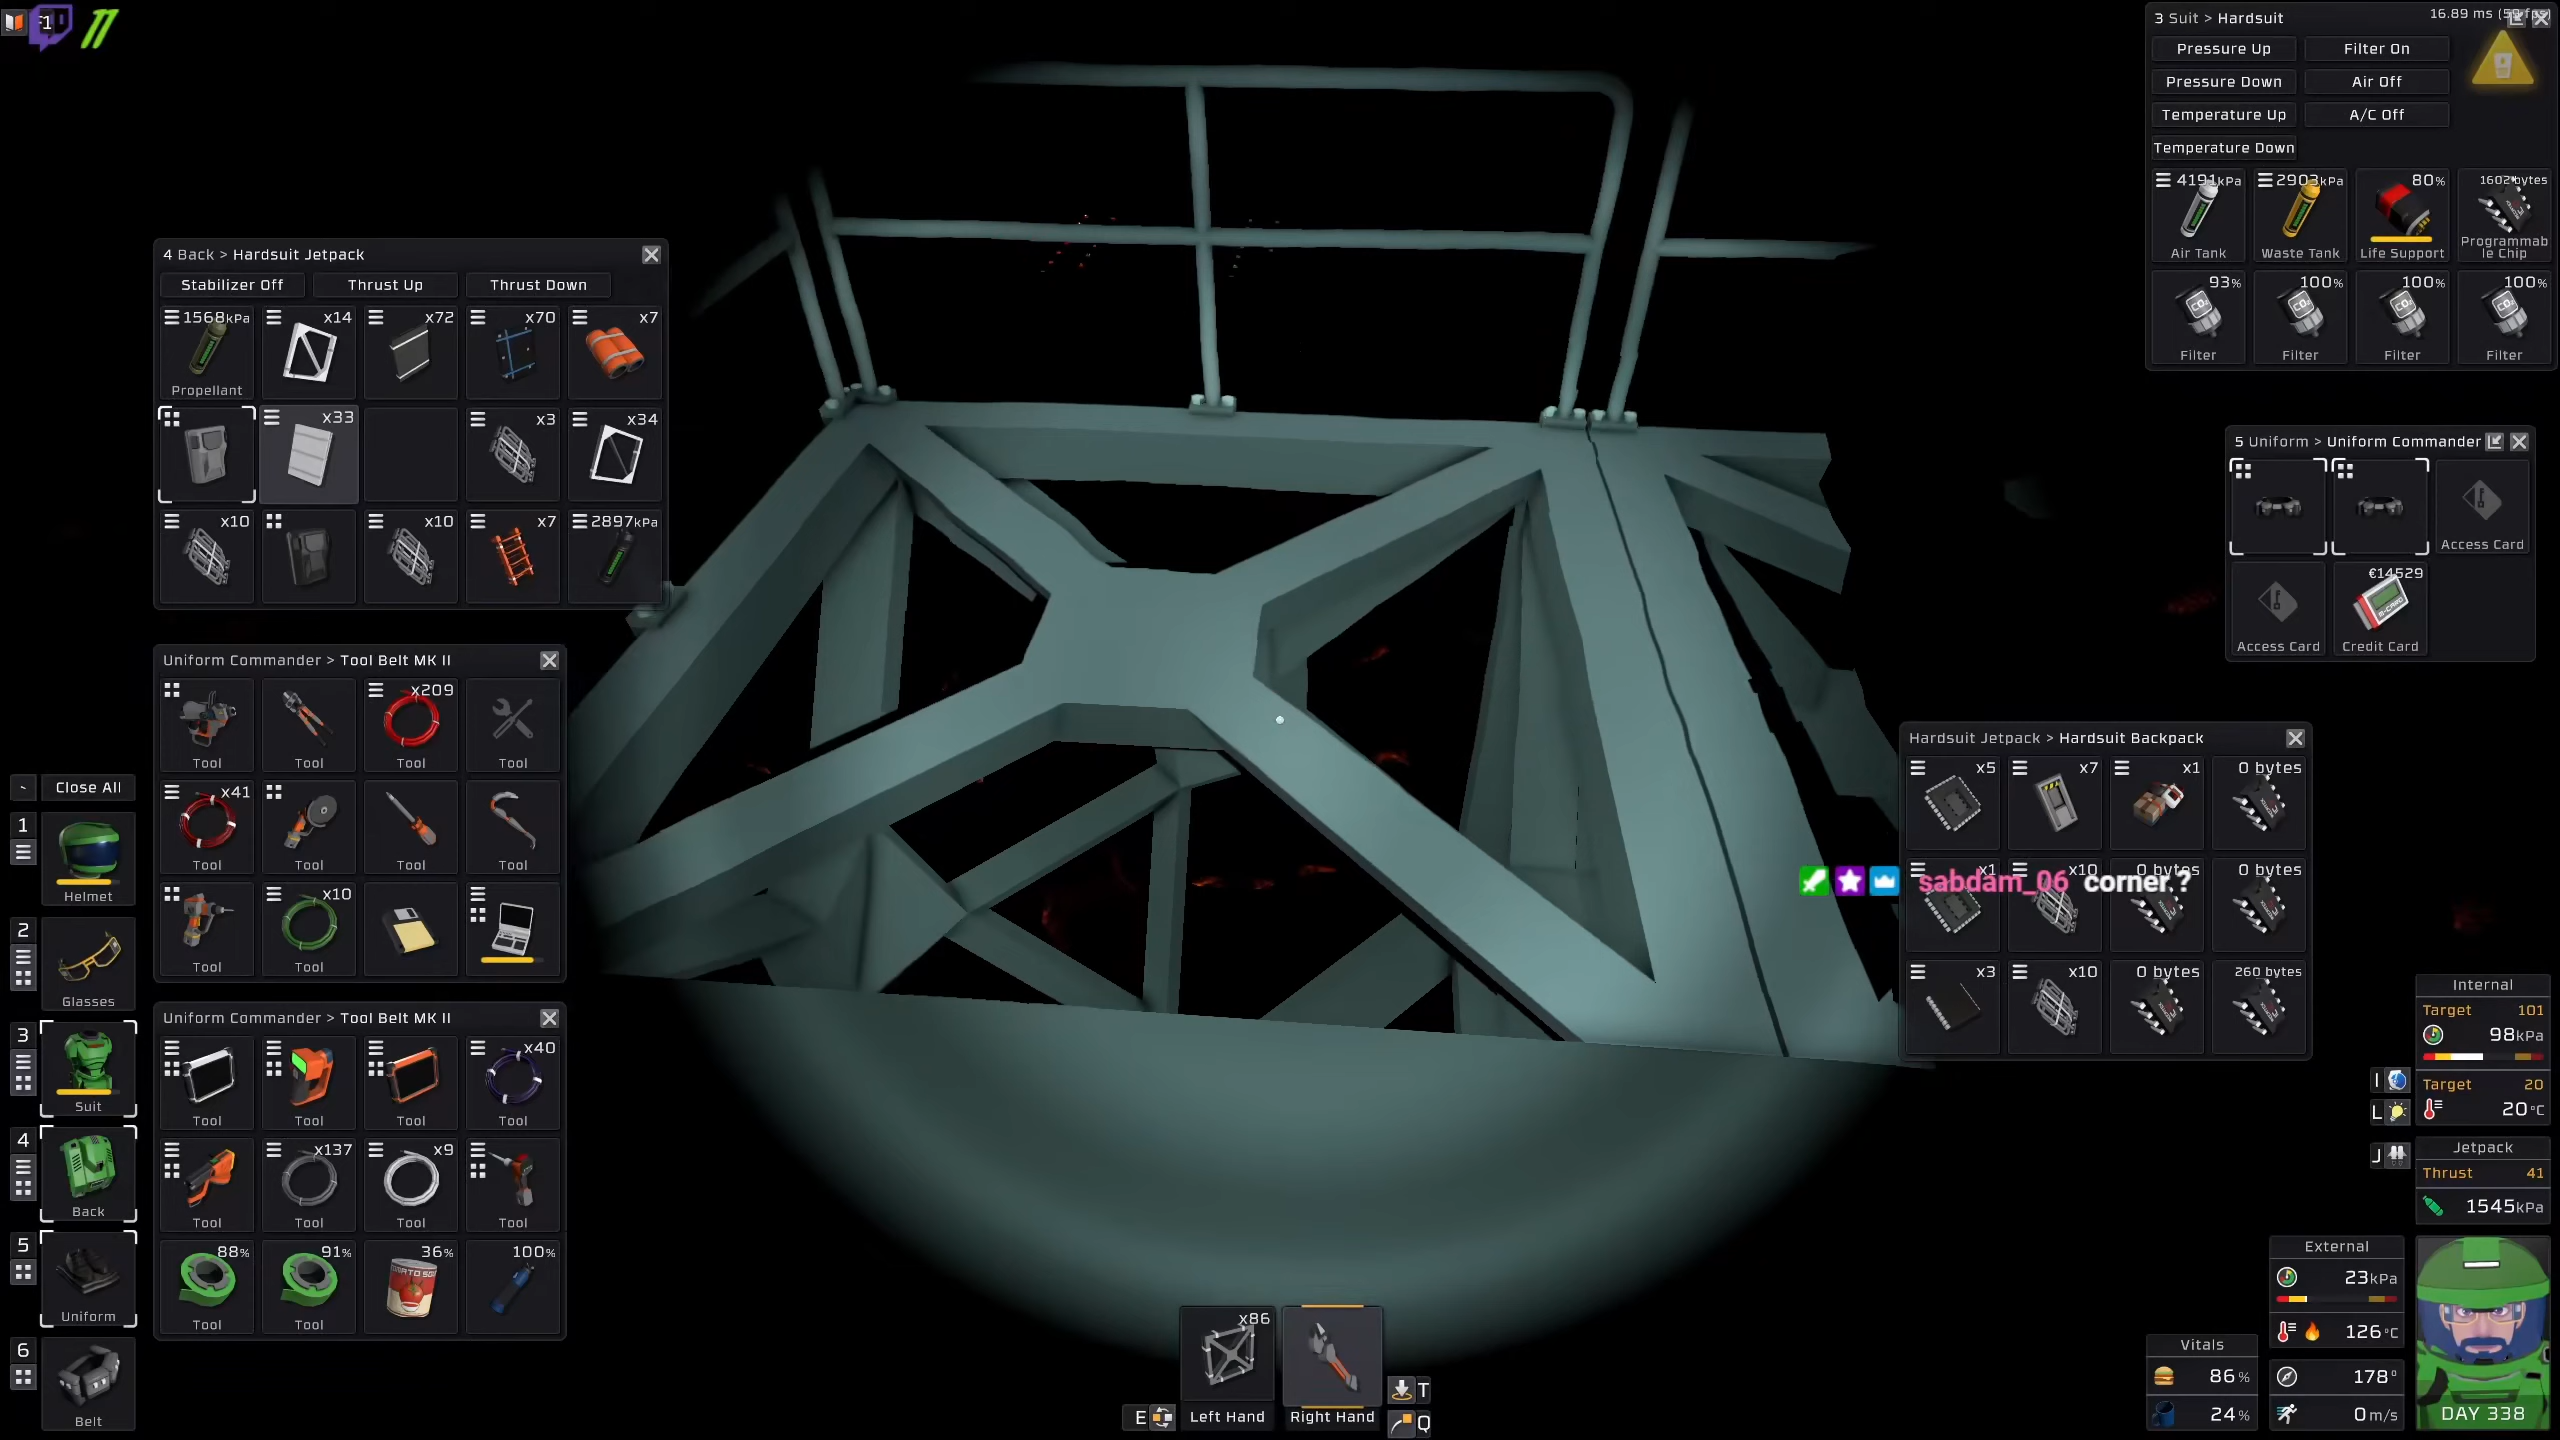 F1
16.89 ms (59 fps)
3 Suit > Hardsuit
Pressure Up
Filter On
Pressure Down
Air Off
Temperature Up
A/C Off
Temperature Down
4191kPa
2903kPa
80%
1602 bytes
Air Tank
Waste Tank
Life Support
Programmab
le Chip
93%
100%
100%
100%
Filter
Filter
Filter
Filter
4 Back > Hardsuit Jetpack
Stabilizer Off
Thrust Up
Thrust Down
1568kPa
x14
x72
x70
x7
Propellant
x33
x3
x34
x10
x10
x7
2897kPa
5 Uniform > Uniform Commander
Access Card
€14529
Access Card
Credit Card
Uniform Commander > Tool Belt MK II
x209
Tool
Tool
Tool
Tool
x41
Tool
Tool
Tool
Tool
x10
Tool
Tool
Hardsuit Jetpack > Hardsuit Backpack
x5
x7
x1
0 bytes
x1
x10
0 bytes
0 bytes
sabdam_06 corner.?
x3
x10
0 bytes
260 bytes
~
Close All
1
Helmet
2
Glasses
3
Suit
4
Back
5
Uniform
6
Belt
Uniform Commander > Tool Belt MK II
x40
Tool
Tool
Tool
Tool
x137
x9
Tool
Tool
Tool
Tool
88%
91%
36%
100%
TOMATO SOUP
Tool
Tool
Tool
Tool
Internal
Target 101
98kPa
Target 20
20°C
I
L
J
Jetpack
Thrust 41
1545kPa
External
23kPa
126°C
Vitals
86%
178°
24%
0m/s
DAY 338
x86
E
Left Hand
Right Hand
T
Q